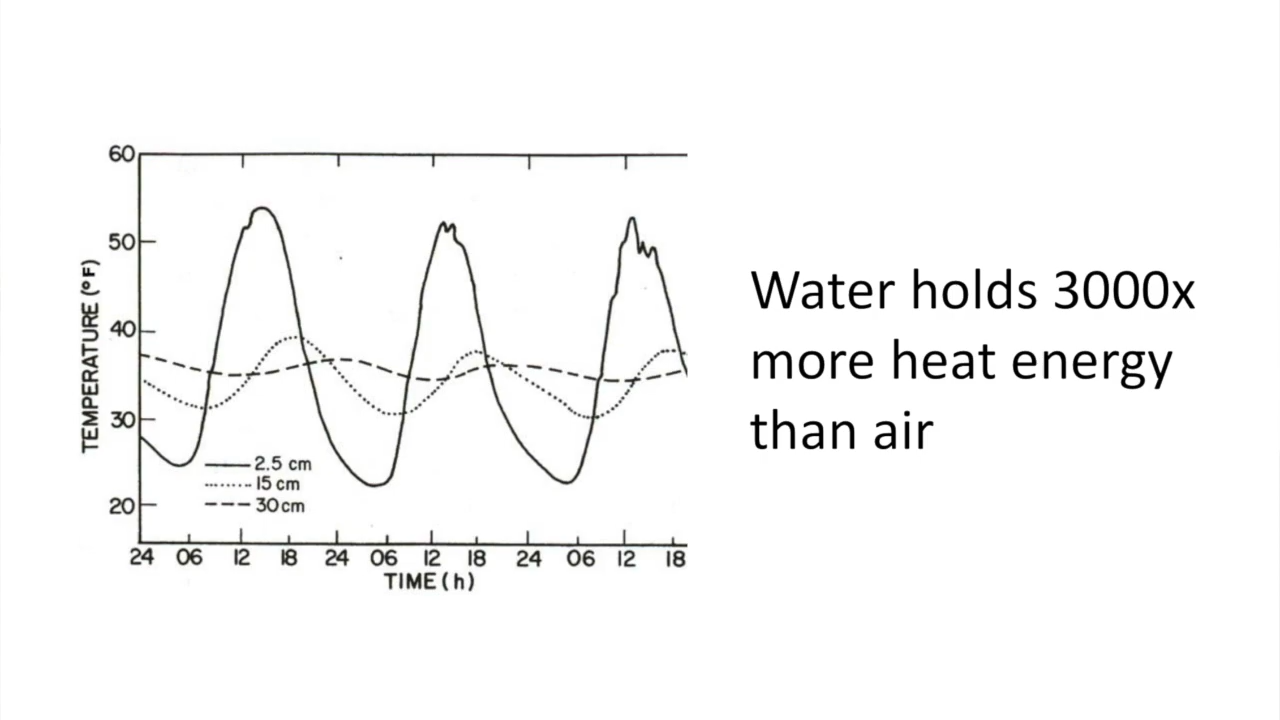 60
50
40
30
20
TEMPERATURE (°F)
2.5 cm
15 cm
30 cm
24 06 12 18 24 06 12 18 24 06 12 18
TIME (h)
Water holds 3000x
more heat energy
than air